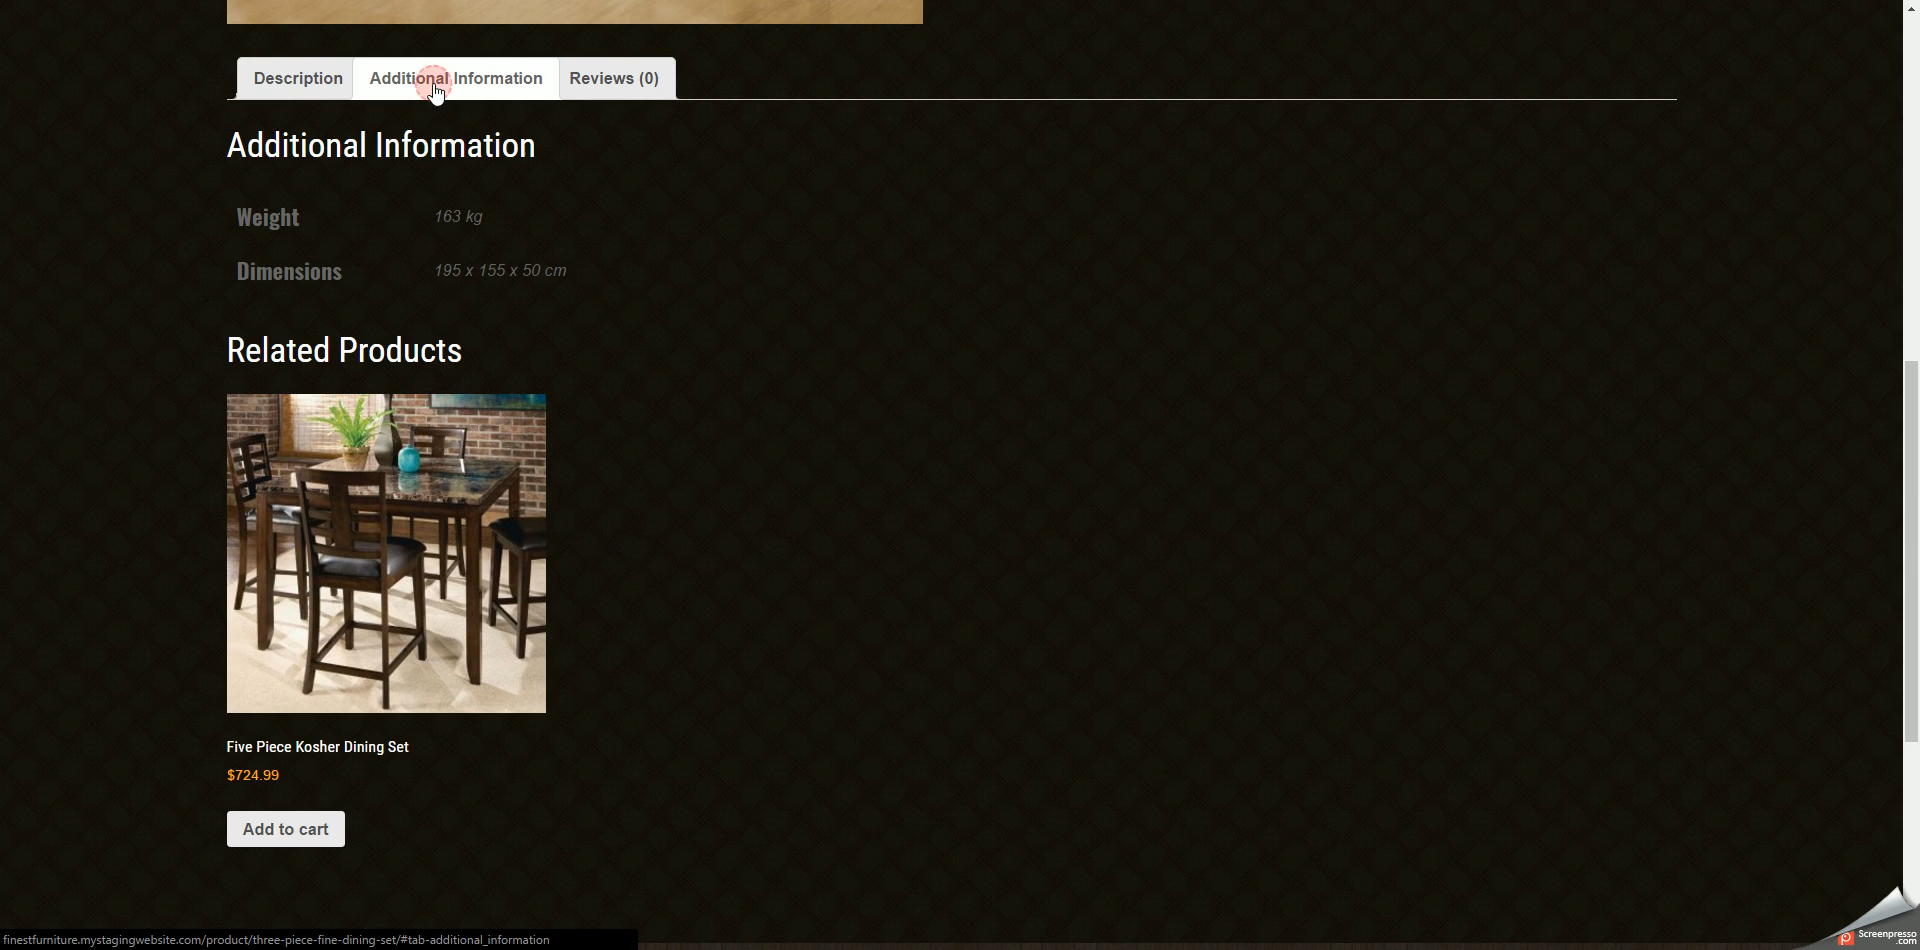 Description Additional Information Reviews (0)
Additional Information
Weight 163 kg
Dimensions 195 x 155 x 50 cm
Related Products
Five Piece Kosher Dining Set
$724.99
Add to cart
finestfurniture.mystagingwebsite.com/product/three-piece-fine-dining-set/#tab-additional_information
Screenpresso
.com